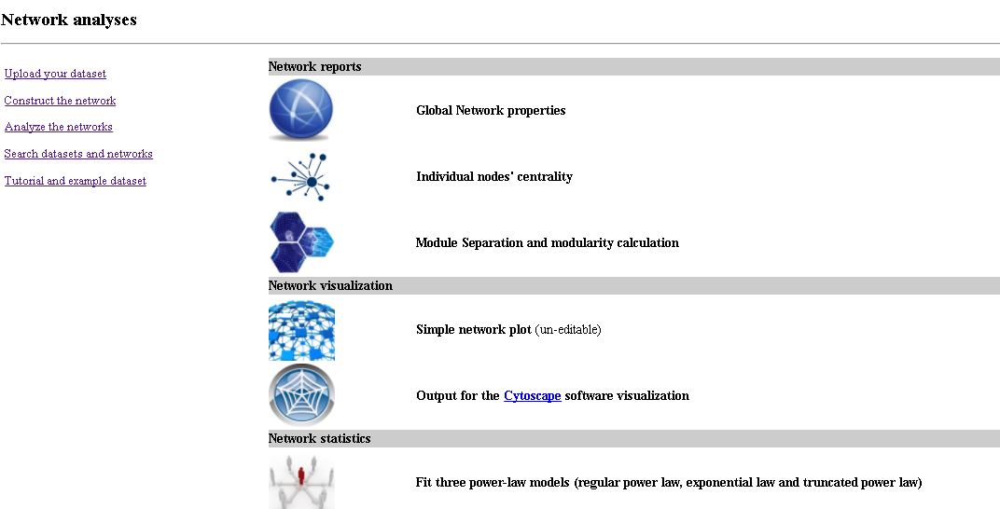 Network analyses
Upload your dataset
Construct the network
Analyze the networks
Search datasets and networks
Tutorial and example dataset
Network reports
Global Network properties
Individual nodes' centrality
Module Separation and modularity calculation
Network visualization
Simple network plot (un-editable)
Output for the Cytoscape software visualization
Network statistics
Fit three power-law models (regular power law, exponential law and truncated power law)